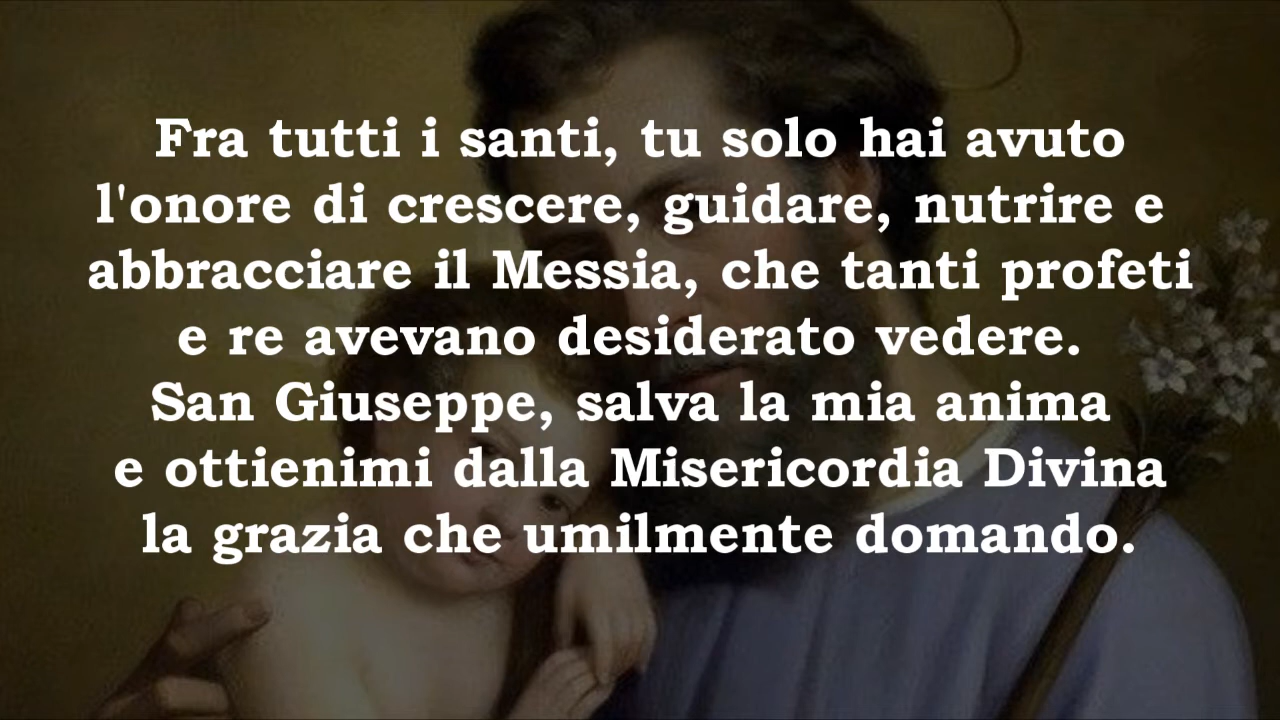 Fra tutti i santi, tu solo hai avuto
l'onore di crescere, guidare, nutrire e
abbracciare il Messia, che tanti profeti
e re avevano desiderato vedere.
San Giuseppe, salva la mia anima
e ottienimi dalla Misericordia Divina
la grazia che umilmente domando.